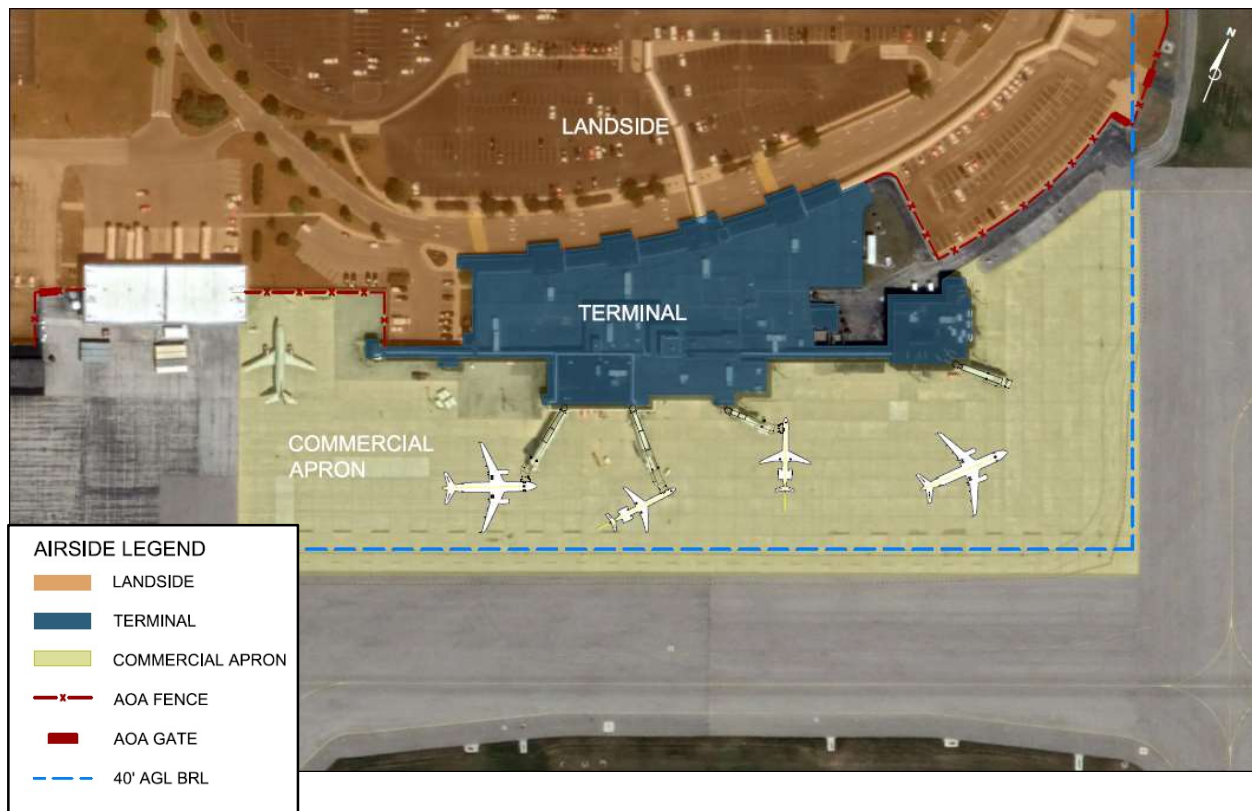 N
LANDSIDE
TERMINAL
COMMERCIAL
APRON
AIRSIDE LEGEND
LANDSIDE
TERMINAL
COMMERCIAL APRON
AOA FENCE
AOA GATE
40' AGL BRL